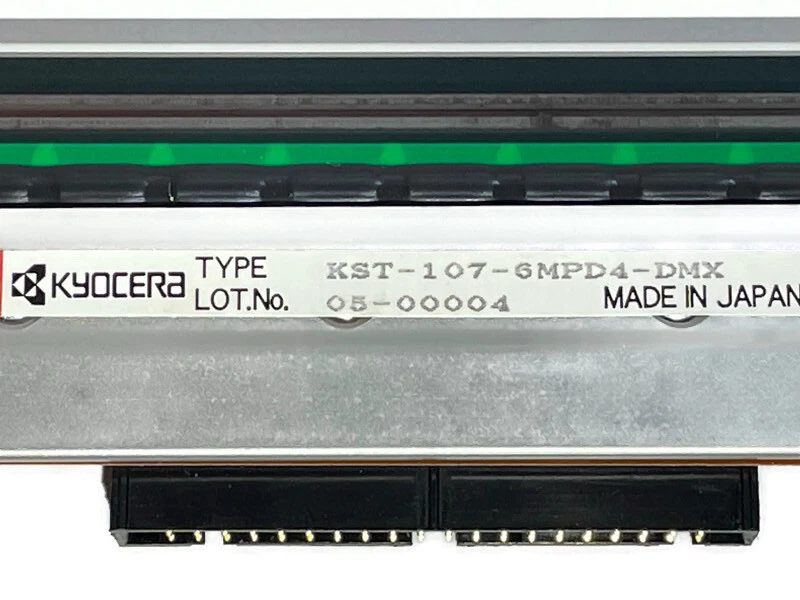 KYOCERA TYPE KST-107-6MPD4-DMX
LOT.No. 05-00004 MADE IN JAPAN